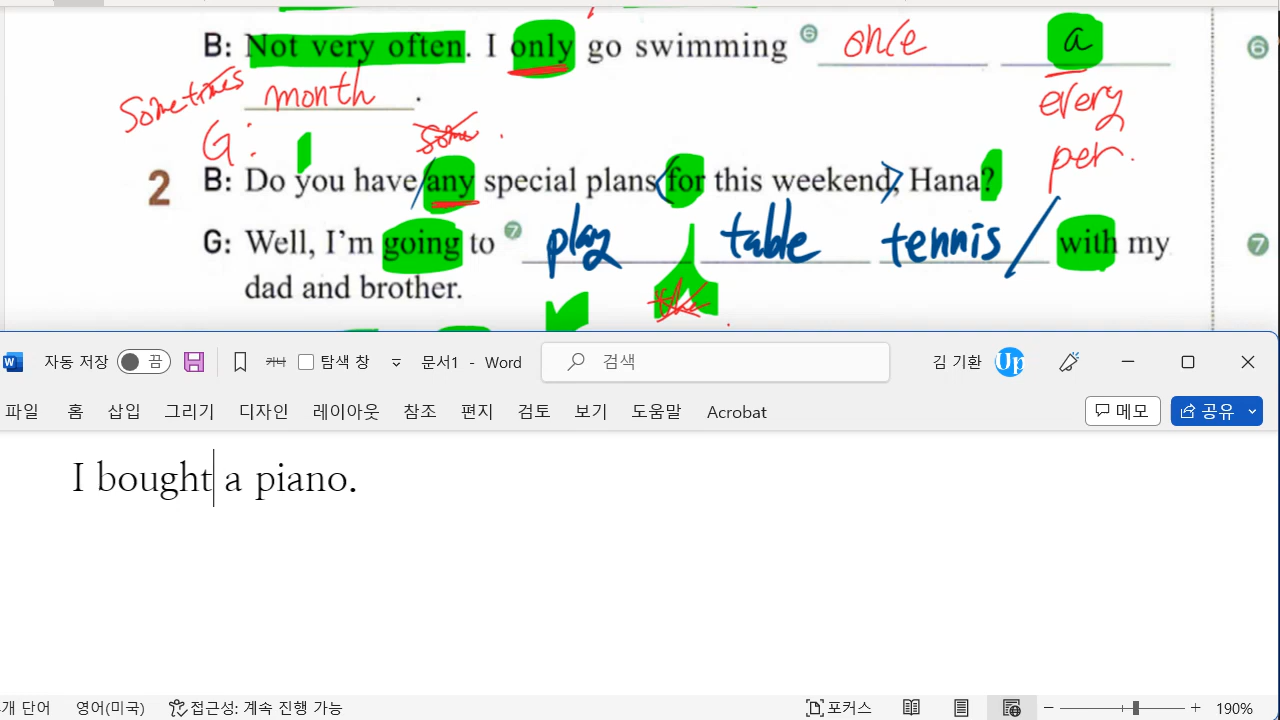 B: Not very often. I only go swimming ⑥ once a ⑥
Sometimes month . every
G: some . per.
2 B: Do you have any special plans for this weekend, Hana?
G: Well, I'm going to ⑦ play table tennis with my ⑦
dad and brother. the
자동 저장 끔 가나 탐색 창 문서1 - Word 검색 김 기환 Up
파일 홈 삽입 그리기 디자인 레이아웃 참조 편지 검토 보기 도움말 Acrobat 메모 공유
I bought a piano.
개 단어 영어(미국) 접근성: 계속 진행 가능 포커스 190%